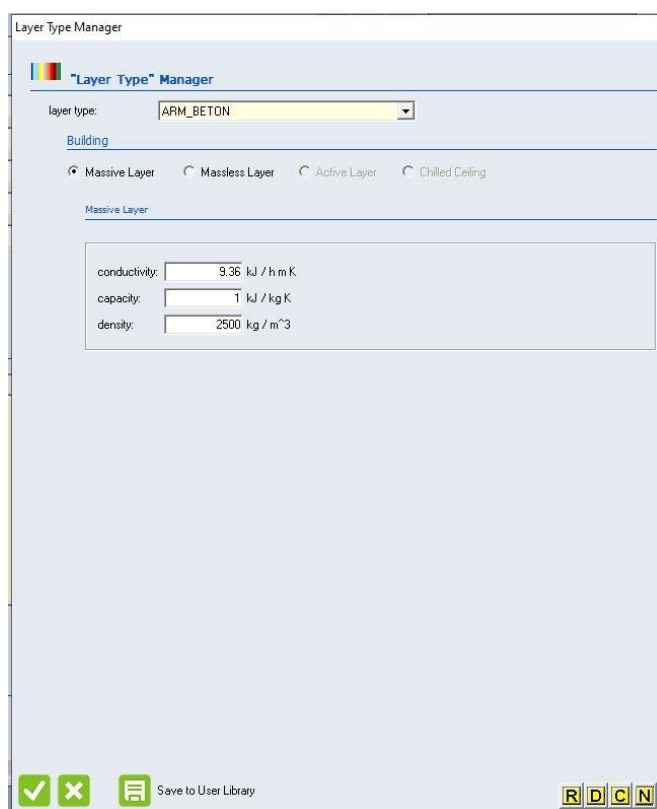 Layer Type Manager
"Layer Type" Manager
layer type: ARM_BETON
Building
Massive Layer Massless Layer Active Layer Chilled Ceiling
Massive Layer
conductivity: 9.36 kJ / h m K
capacity: 1 kJ / kg K
density: 2500 kg / m^3
Save to User Library
R D C N